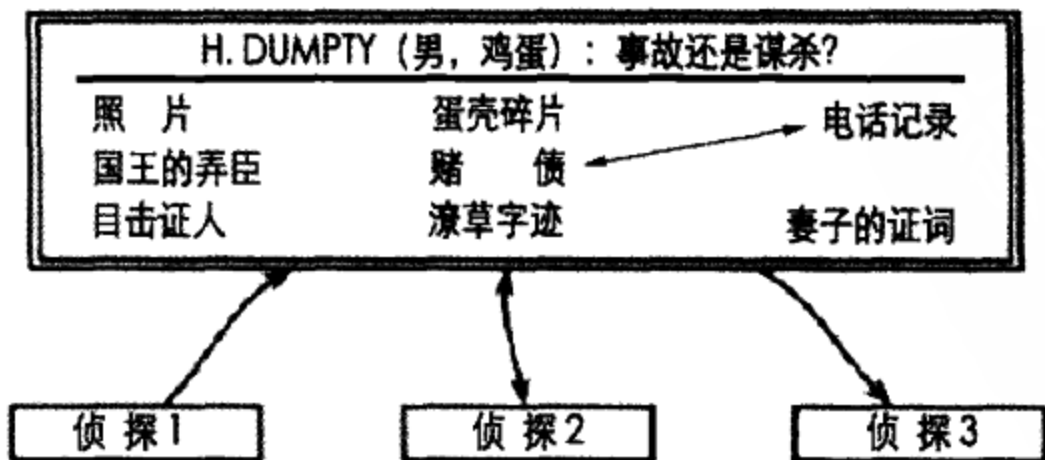 H. DUMPTY（男，鸡蛋）：事故还是谋杀?
照 片 蛋壳碎片 电话记录
国王的弄臣 赌 债
目击证人 潦草字迹 妻子的证词
侦 探 1 侦 探 2 侦 探 3